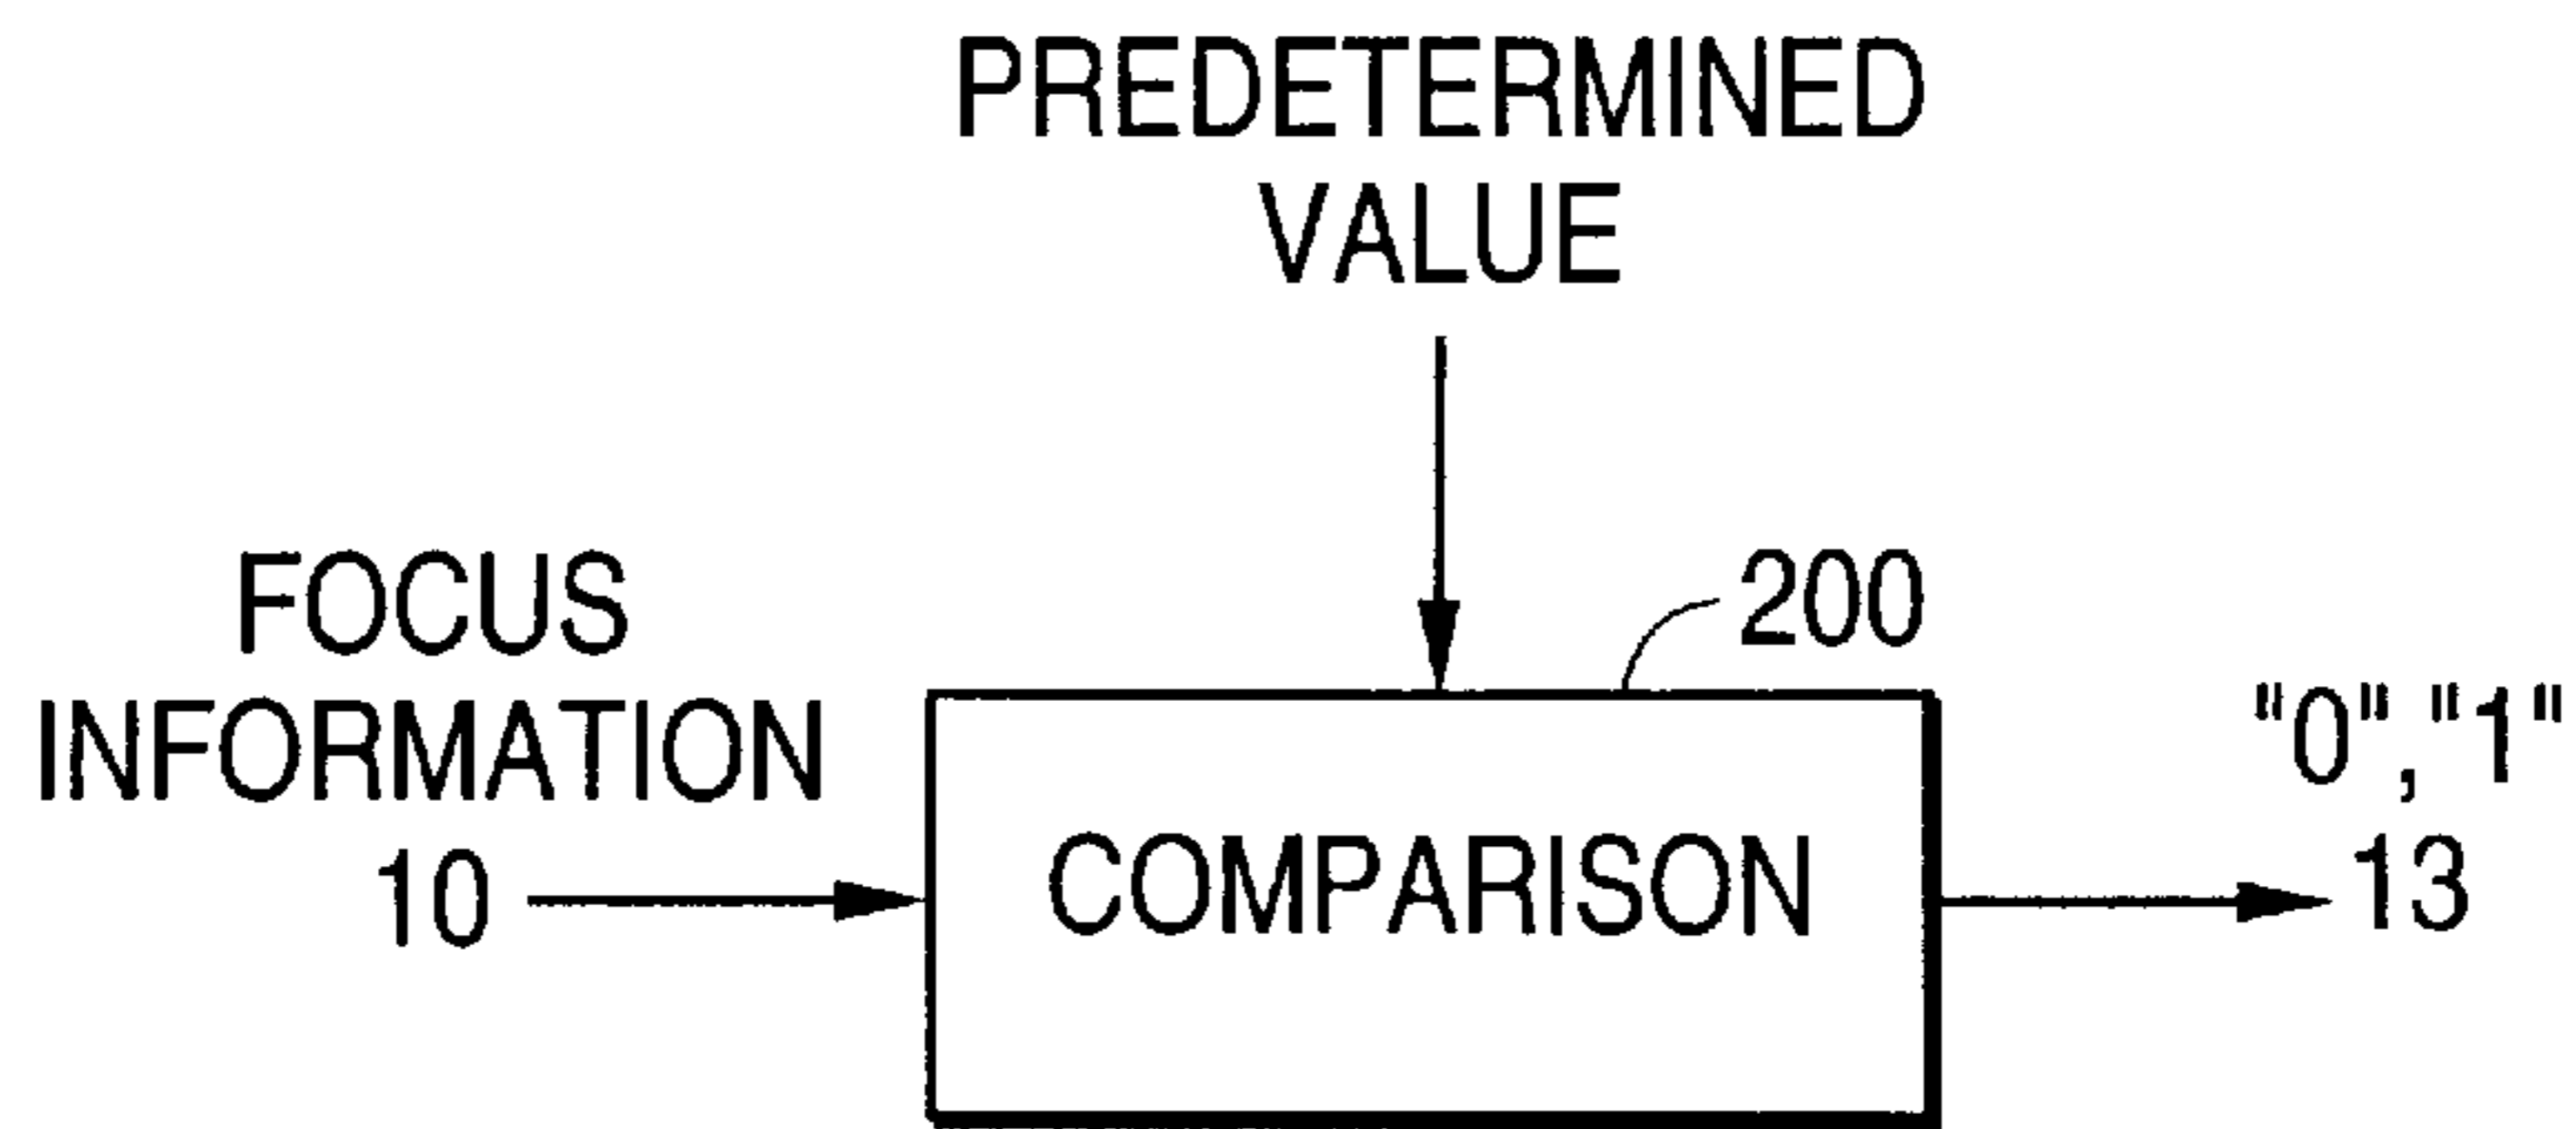 PREDETERMINED
VALUE
FOCUS
INFORMATION
10
200
COMPARISON
"0","1"
13